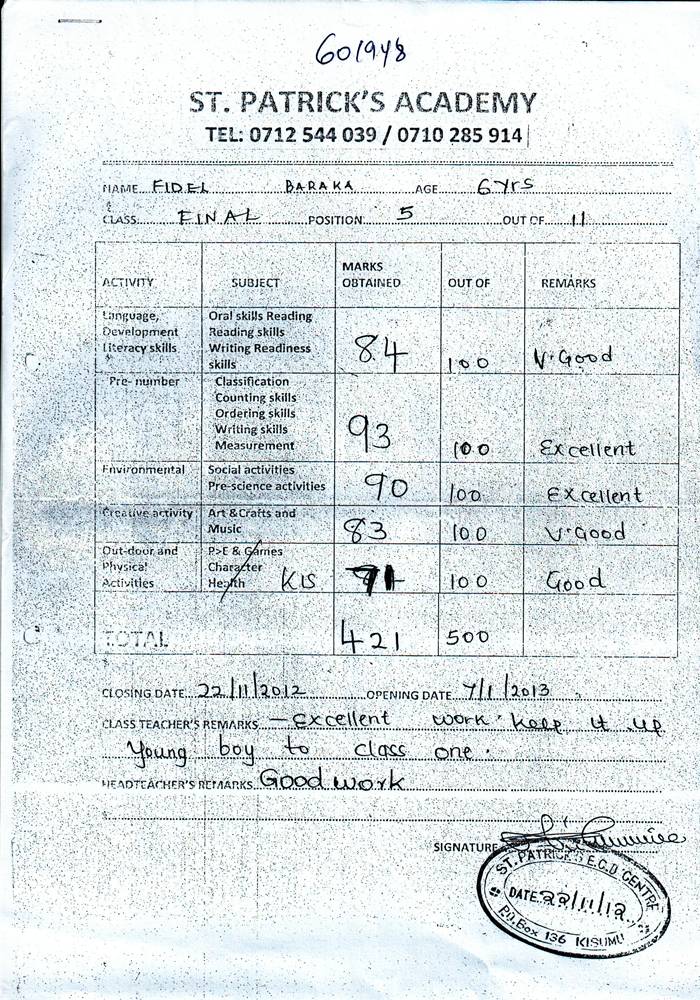 601948
ST. PATRICK'S ACADEMY
TEL: 0712 544 039 / 0710 285 914
NAME FIDEL BARAKA AGE 6yrs
CLASS FINAL POSITION 5 OUT OF 11
ACTIVITY SUBJECT MARKS OBTAINED OUT OF REMARKS
Language, Development Literacy skills
Oral skills Reading
Reading skills
Writing Readiness
skills
84 100 V.Good
Pre- number
Classification
Counting skills
Ordering skills
Writing skills
Measurement
93 100 Excellent
Environmental
Social activities
Pre-science activities
90 100 Excellent
Creative activity
Art & Crafts and
Music
83 100 V.Good
Out-door and
Physical
Activities
P>E & Games
Character
Health KIS
71 100 Good
TOTAL 421 500
CLOSING DATE 22/11/2012 OPENING DATE 7/1/2013
CLASS TEACHER'S REMARKS - Excellent work. keep it up
Young boy to class one.
HEADTEACHER'S REMARKS Good work
SIGNATURE
ST. PATRICK'S E.C.D CENTRE
DATE 22/11/12
P.O. Box 136 KISUMU